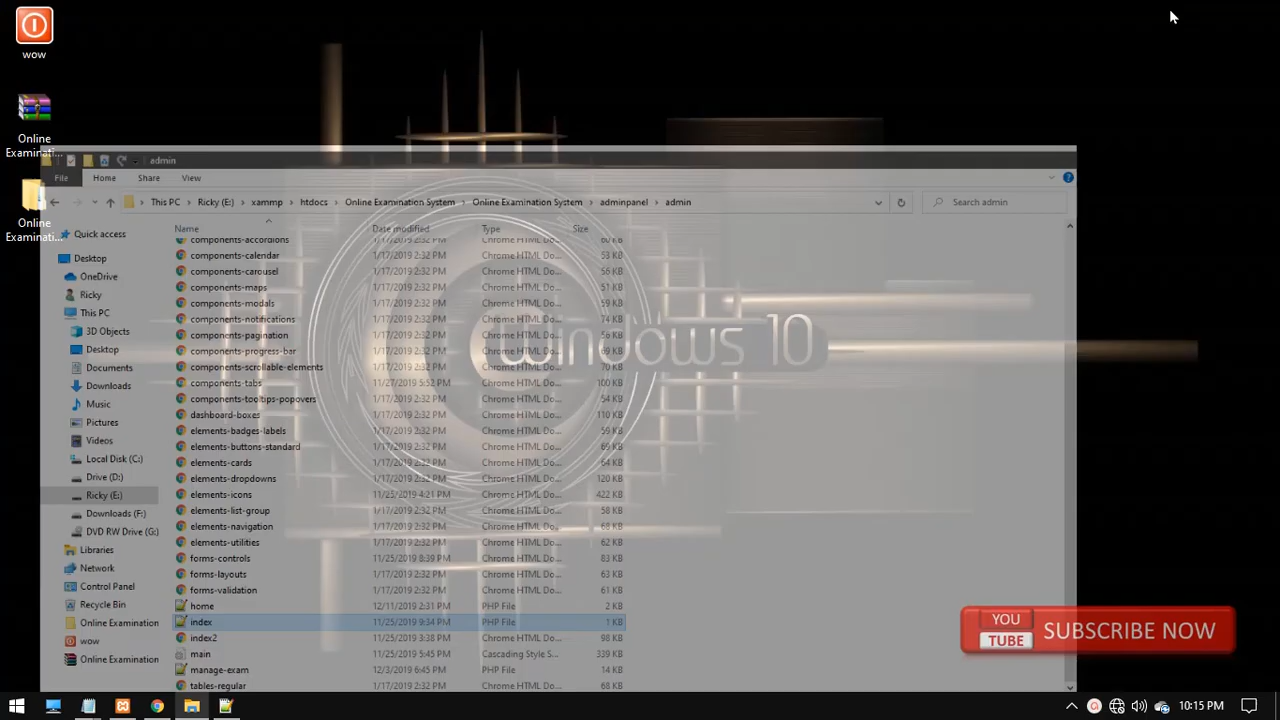 wow
Online
Examinati...
Online
Examinati...
admin
File Home Share View
This PC Ricky (E:) xammp htdocs Online Examination System Online Examination System adminpanel admin
Search admin
Name Date modified Type Size
components-accordions 1/17/2019 2:32 PM Chrome HTML Do... 60 KB
components-calendar 1/17/2019 2:32 PM Chrome HTML Do... 53 KB
components-carousel 1/17/2019 2:32 PM Chrome HTML Do... 56 KB
components-maps 1/17/2019 2:32 PM Chrome HTML Do... 51 KB
components-modals 1/17/2019 2:32 PM Chrome HTML Do... 59 KB
components-notifications 1/17/2019 2:32 PM Chrome HTML Do... 74 KB
components-pagination 1/17/2019 2:32 PM Chrome HTML Do... 56 KB
components-progress-bar 1/17/2019 2:32 PM Chrome HTML Do... 69 KB
components-scrollable-elements 1/17/2019 2:32 PM Chrome HTML Do... 70 KB
components-tabs 11/27/2019 5:52 PM Chrome HTML Do... 100 KB
components-tooltips-popovers 1/17/2019 2:32 PM Chrome HTML Do... 54 KB
dashboard-boxes 1/17/2019 2:32 PM Chrome HTML Do... 110 KB
elements-badges-labels 1/17/2019 2:32 PM Chrome HTML Do... 59 KB
elements-buttons-standard 1/17/2019 2:32 PM Chrome HTML Do... 69 KB
elements-cards 1/17/2019 2:32 PM Chrome HTML Do... 64 KB
elements-dropdowns 1/17/2019 2:32 PM Chrome HTML Do... 120 KB
elements-icons 11/25/2019 4:21 PM Chrome HTML Do... 422 KB
elements-list-group 1/17/2019 2:32 PM Chrome HTML Do... 58 KB
elements-navigation 1/17/2019 2:32 PM Chrome HTML Do... 68 KB
elements-utilities 1/17/2019 2:32 PM Chrome HTML Do... 62 KB
forms-controls 11/25/2019 8:39 PM Chrome HTML Do... 83 KB
forms-layouts 1/17/2019 2:32 PM Chrome HTML Do... 63 KB
forms-validation 1/17/2019 2:32 PM Chrome HTML Do... 61 KB
home 12/11/2019 2:31 PM PHP File 2 KB
index 11/25/2019 9:34 PM PHP File 1 KB
index2 11/25/2019 3:38 PM Chrome HTML Do... 98 KB
main 11/25/2019 5:45 PM Cascading Style S... 339 KB
manage-exam 12/3/2019 6:45 PM PHP File 14 KB
tables-regular 1/17/2019 2:32 PM Chrome HTML Do... 68 KB
Quick access
Desktop
OneDrive
Ricky
This PC
3D Objects
Desktop
Documents
Downloads
Music
Pictures
Videos
Local Disk (C:)
Drive (D:)
Ricky (E:)
Downloads (F:)
DVD RW Drive (G:)
Libraries
Network
Control Panel
Recycle Bin
Online Examination
wow
Online Examination
windows 10
YOU
TUBE
SUBSCRIBE NOW
10:15 PM